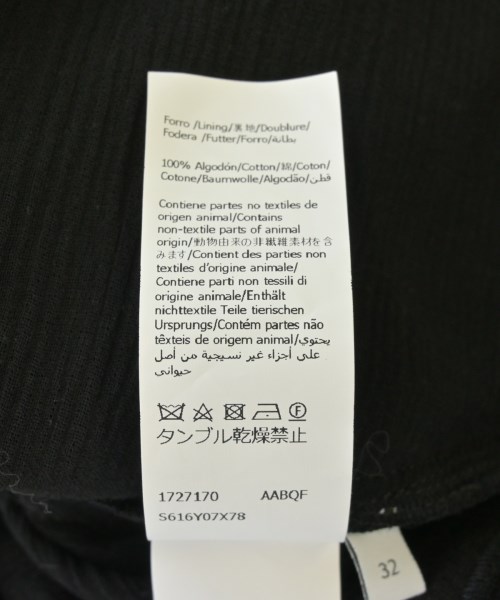 Forro /Lining/裏地/Doublure/
Fodera /Futter/Forro/بطانة
100% Algodón/Cotton/綿/Coton/
Cotone/Baumwolle/Algodão/قطن
Contiene partes no textiles de
origen animal/Contains
non-textile parts of animal
origin/動物由来の非繊維素材を含
みます/Contient des parties non
textiles d'origine animale/
Contiene parti non tessili di
origine animale/Enthält
nichttextile Teile tierischen
Ursprungs/Contém partes não
têxteis de origem animal/يحتوي
على أجزاء غير نسيجية من أصل
حيواني
タンブル乾燥禁止
1727170 AABQF
S616Y07X78
32